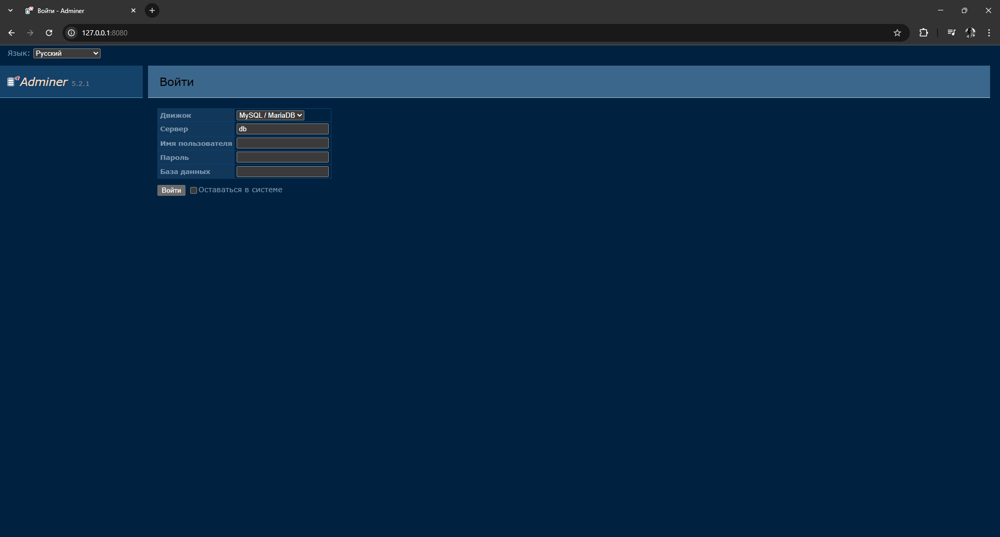 Войти - Adminer
127.0.0.1:8080
Язык: Русский
Adminer 5.2.1
Войти
Движок MySQL / MariaDB
Сервер db
Имя пользователя
Пароль
База данных
Войти Оставаться в системе